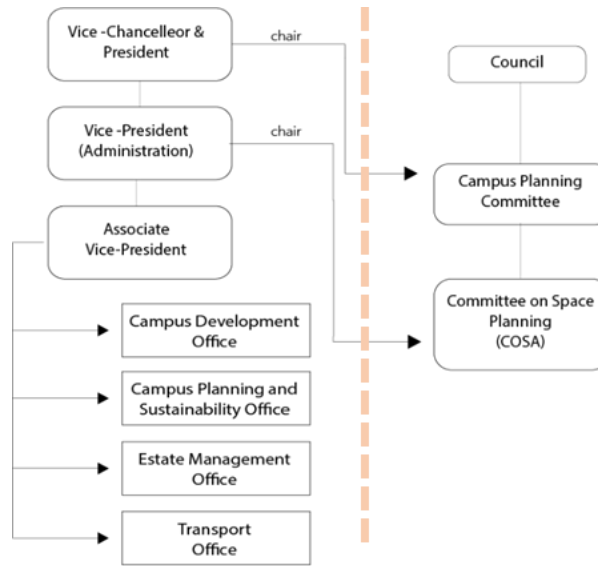 Vice -Chancelleor &
President
chair
Council
Vice -President
(Administration)
chair
Campus Planning
Committee
Associate
Vice-President
Committee on Space
Planning
(COSA)
Campus Development
Office
Campus Planning and
Sustainability Office
Estate Management
Office
Transport
Office